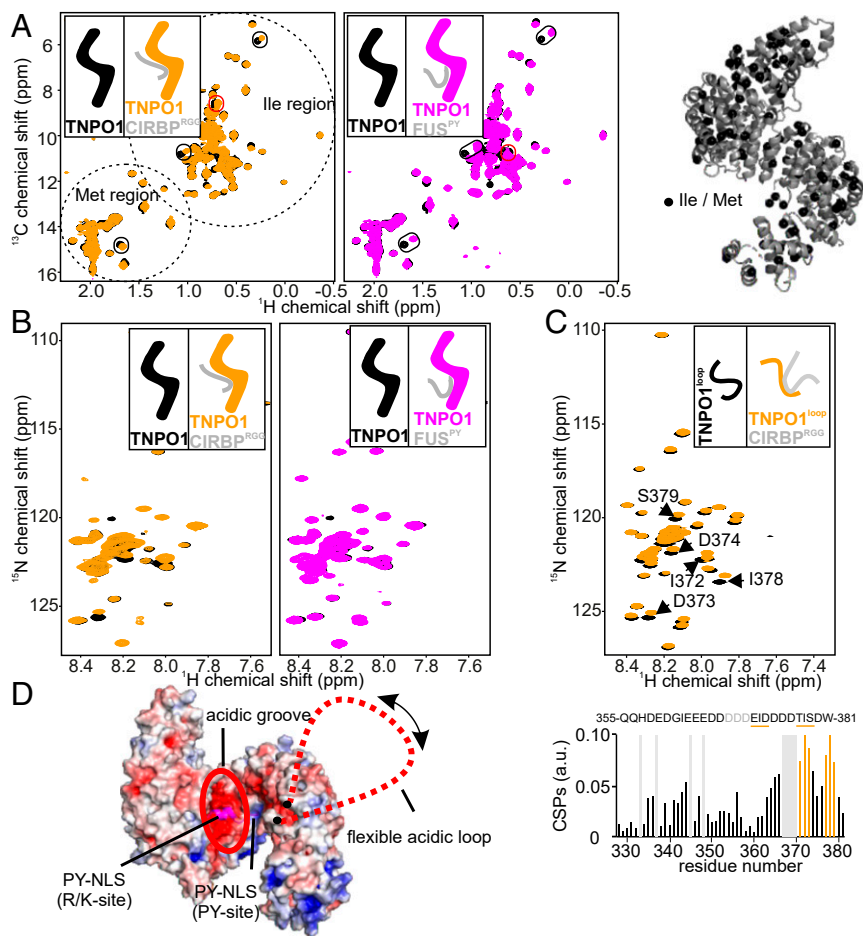 A
6
8
10
12
14
16
¹³C chemical shift (ppm)
TNPO1
TNPO1
CIRBP^RGG
Ile region
Met region
2.0
1.0
0.5
0.0
-0.5
TNPO1
TNPO1
FUS^PY
2.0
1.0
0.5
0.0
-0.5
¹H chemical shift (ppm)
Ile / Met
B
110
115
120
125
¹⁵N chemical shift (ppm)
TNPO1
TNPO1
CIRBP^RGG
8.4
8.2
8.0
7.8
7.6
TNPO1
TNPO1
FUS^PY
8.4
8.2
8.0
7.8
7.6
¹H chemical shift (ppm)
C
110
115
120
125
¹⁵N chemical shift (ppm)
TNPO1^loop
TNPO1^loop
CIRBP^RGG
S379
D374
I372
I378
D373
8.4
8.2
8.0
7.8
7.6
7.4
¹H chemical shift (ppm)
D
acidic groove
flexible acidic loop
PY-NLS
(R/K-site)
PY-NLS
(PY-site)
355-QQHDEDGIEEEDDDDDEIDDDDTISDW-381
CSPs (a.u.)
0.10
0.05
0
330
340
350
360
370
380
residue number